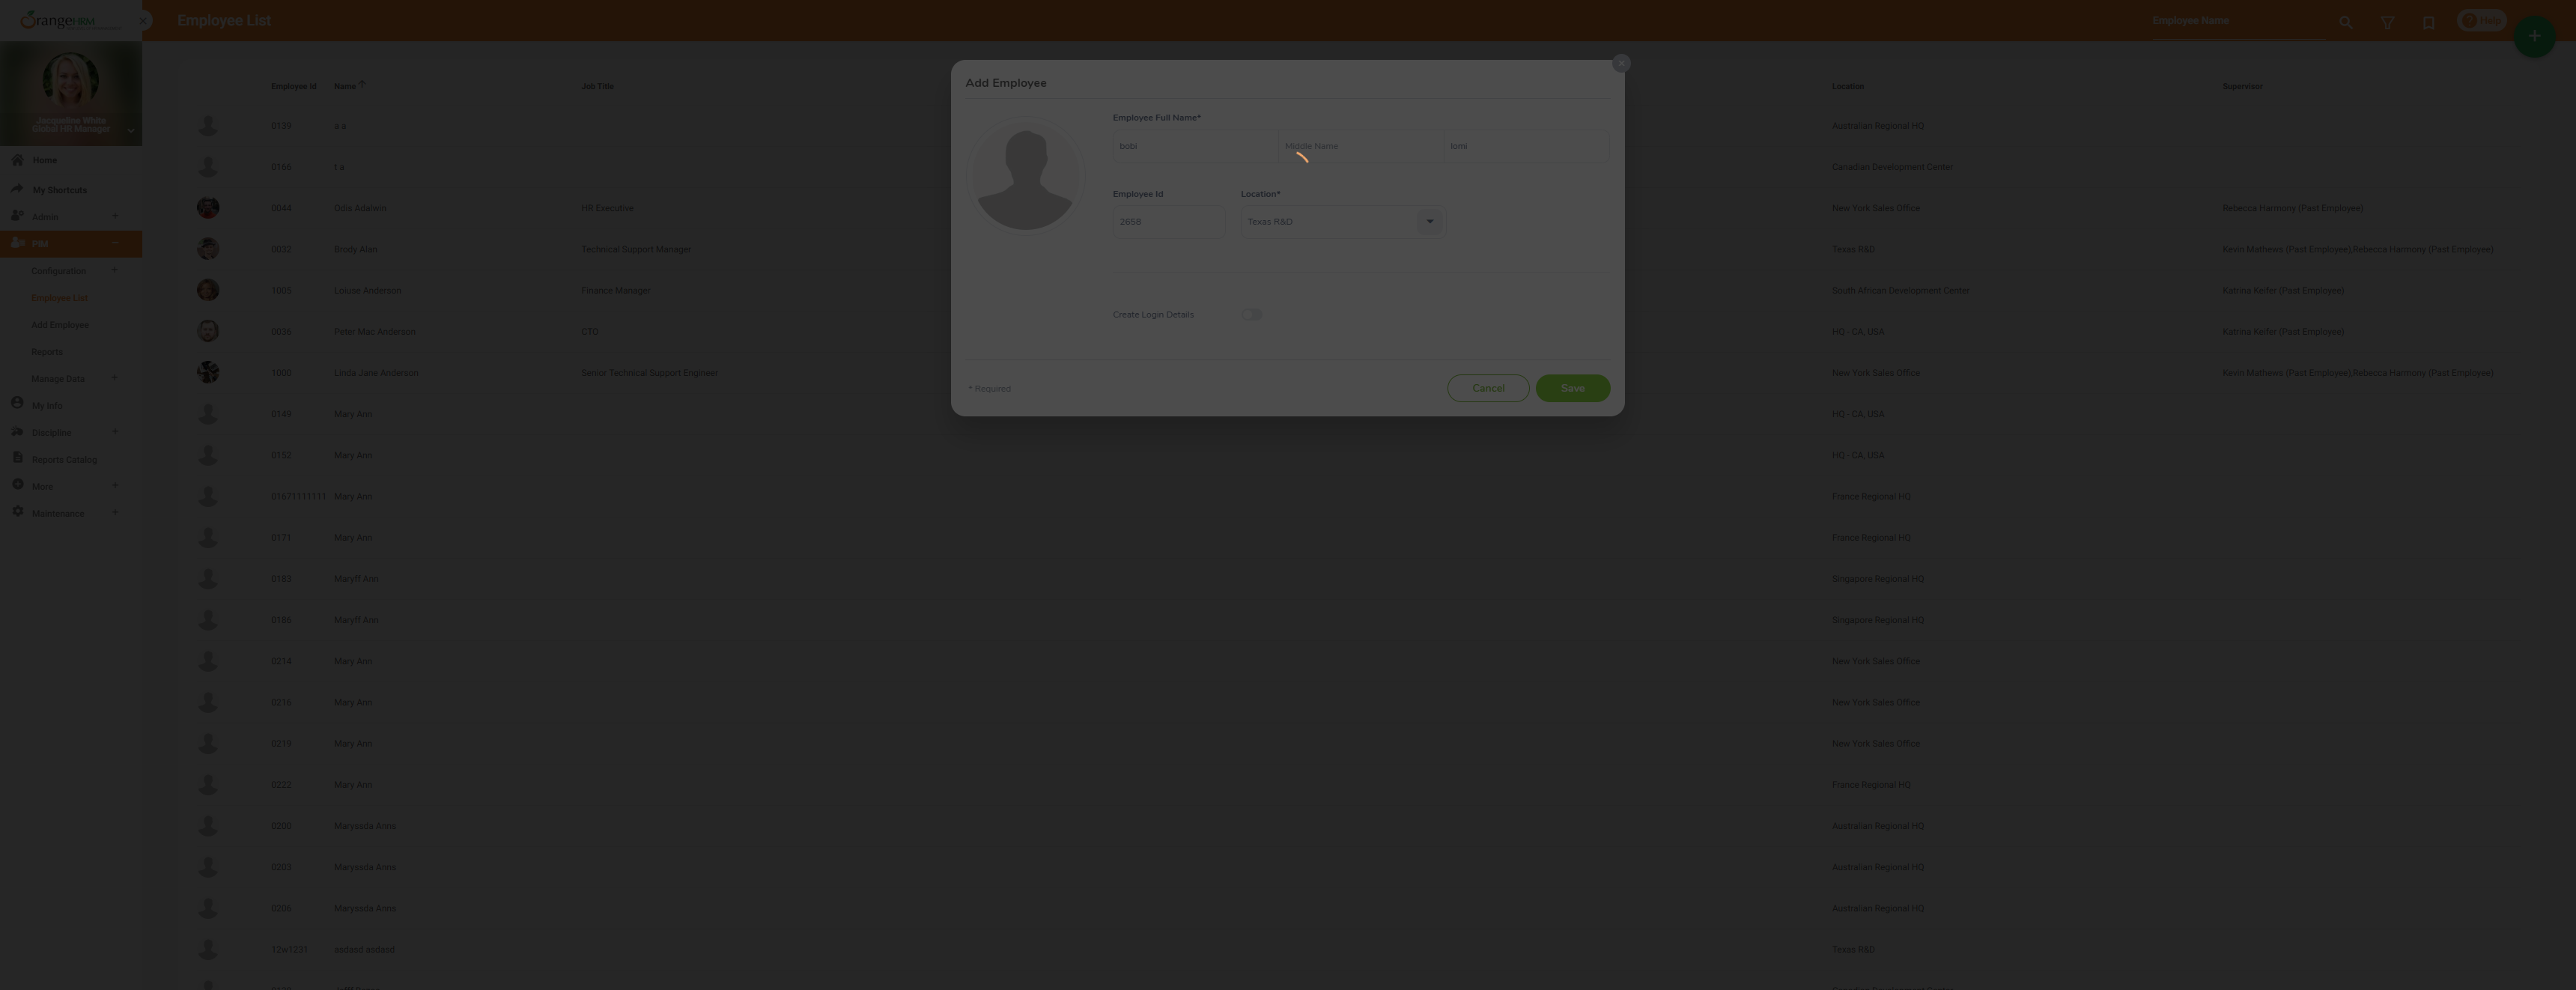 OrangeHRM
Employee List
Employee Name
Help
Jacqueline White
Global HR Manager
Home
My Shortcuts
Admin
PIM
Configuration
Employee List
Add Employee
Reports
Manage Data
My Info
Discipline
Reports Catalog
More
Maintenance
Employee Id Name Job Title Location Supervisor
0139 a a Australian Regional HQ
0166 t a Canadian Development Center
0044 Odis Adalwin HR Executive New York Sales Office Rebecca Harmony (Past Employee)
0032 Brody Alan Technical Support Manager Texas R&D Kevin Mathews (Past Employee),Rebecca Harmony (Past Employee)
1005 Louise Anderson Finance Manager South African Development Center Katrina Keifer (Past Employee)
0036 Peter Mac Anderson CTO HQ - CA, USA Katrina Keifer (Past Employee)
1000 Linda Jane Anderson Senior Technical Support Engineer New York Sales Office Kevin Mathews (Past Employee),Rebecca Harmony (Past Employee)
0149 Mary Ann HQ - CA, USA
0152 Mary Ann HQ - CA, USA
01671111111 Mary Ann France Regional HQ
0171 Mary Ann France Regional HQ
0183 Maryff Ann Singapore Regional HQ
0186 Maryff Ann Singapore Regional HQ
0214 Mary Ann New York Sales Office
0216 Mary Ann New York Sales Office
0219 Mary Ann New York Sales Office
0222 Mary Ann France Regional HQ
0200 Maryssda Anns Australian Regional HQ
0203 Maryssda Anns Australian Regional HQ
0206 Maryssda Anns Australian Regional HQ
12w1231 asdasd asdasd Texas R&D
Add Employee
Employee Full Name*
bobi Middle Name lomi
Employee Id Location*
2658 Texas R&D
Create Login Details
* Required
Cancel Save